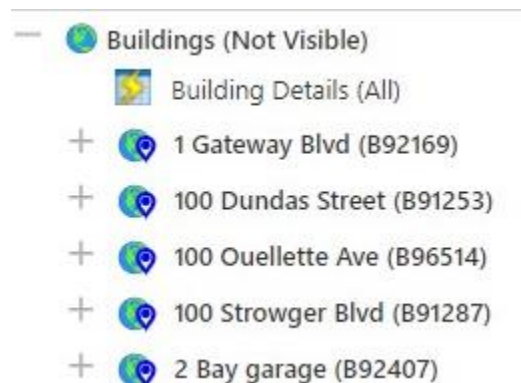 Buildings (Not Visible)
Building Details (All)
1 Gateway Blvd (B92169)
100 Dundas Street (B91253)
100 Ouellette Ave (B96514)
100 Strowger Blvd (B91287)
2 Bay garage (B92407)